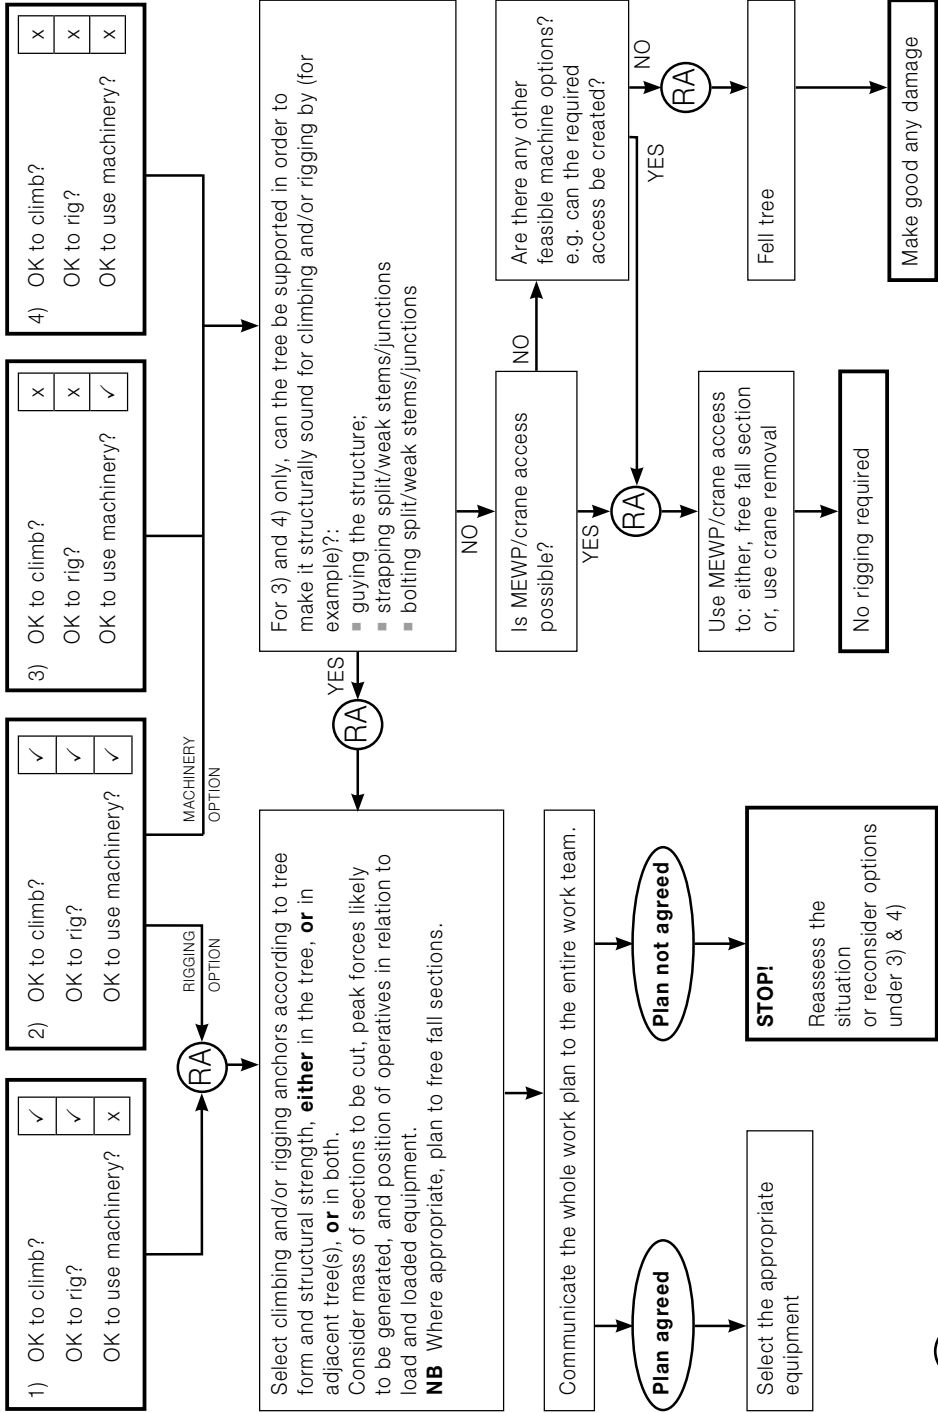 1) OK to climb? ✓
OK to rig? ✓
OK to use machinery? x
2) OK to climb? ✓
OK to rig? ✓
OK to use machinery? ✓
3) OK to climb? x
OK to rig? x
OK to use machinery? ✓
4) OK to climb? x
OK to rig? x
OK to use machinery? x
RIGGING
OPTION
MACHINERY
OPTION
RA
Select climbing and/or rigging anchors according to tree
form and structural strength, either in the tree, or in
adjacent tree(s), or in both.
Consider mass of sections to be cut, peak forces likely
to be generated, and position of operatives in relation to
load and loaded equipment.
NB Where appropriate, plan to free fall sections.
YES
RA
For 3) and 4) only, can the tree be supported in order to
make it structurally sound for climbing and/or rigging by (for
example)?:
■ guying the structure;
■ strapping split/weak stems/junctions
■ bolting split/weak stems/junctions
NO
Communicate the whole work plan to the entire work team.
Plan agreed
Plan not agreed
Select the appropriate
equipment
STOP!
Reassess the
situation
or reconsider options
under 3) & 4)
Is MEWP/crane access
possible?
NO
YES
Are there any other
feasible machine options?
e.g. can the required
access be created?
YES
NO
RA
RA
Use MEWP/crane access
to: either, free fall section
or, use crane removal
Fell tree
No rigging required
Make good any damage